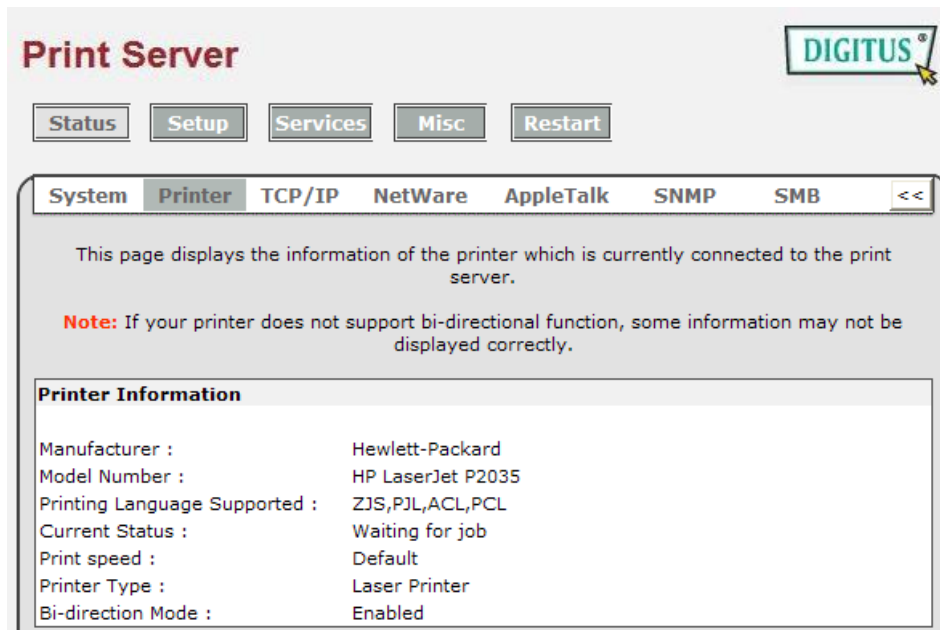 Print Server
DIGITUS®
Status Setup Services Misc Restart
System Printer TCP/IP NetWare AppleTalk SNMP SMB <<
This page displays the information of the printer which is currently connected to the print
server.
Note: If your printer does not support bi-directional function, some information may not be
displayed correctly.
Printer Information
Manufacturer : Hewlett-Packard
Model Number : HP LaserJet P2035
Printing Language Supported : ZJS,PJL,ACL,PCL
Current Status : Waiting for job
Print speed : Default
Printer Type : Laser Printer
Bi-direction Mode : Enabled